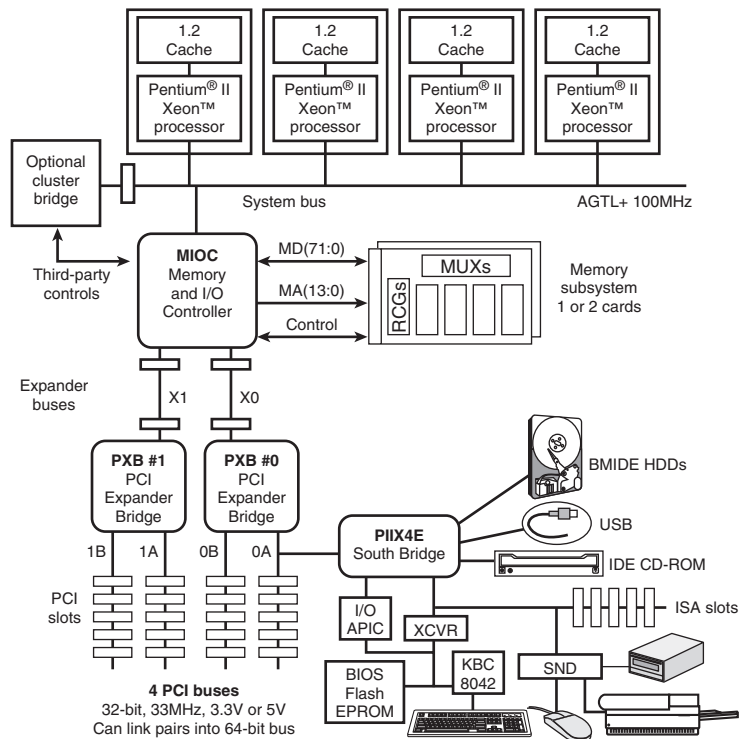 1.2
Cache
1.2
Cache
1.2
Cache
1.2
Cache
Pentium® II
Xeon™
processor
Pentium® II
Xeon™
processor
Pentium® II
Xeon™
processor
Pentium® II
Xeon™
processor
Optional
cluster
bridge
System bus
AGTL+ 100MHz
Third-party
controls
MIOC
Memory
and I/O
Controller
MD(71:0)
MA(13:0)
Control
MUXs
RCGs
Memory
subsystem
1 or 2 cards
Expander
buses
X1
X0
PXB #1
PCI
Expander
Bridge
PXB #0
PCI
Expander
Bridge
1B
1A
0B
0A
PIIX4E
South Bridge
BMIDE HDDs
USB
IDE CD-ROM
PCI
slots
I/O
APIC
XCVR
ISA slots
BIOS
Flash
EPROM
KBC
8042
SND
4 PCI buses
32-bit, 33MHz, 3.3V or 5V
Can link pairs into 64-bit bus